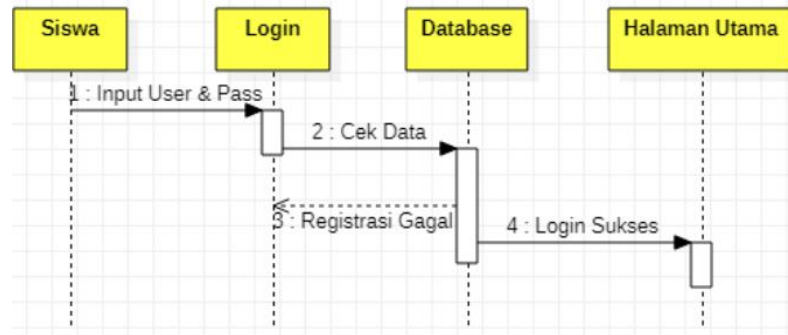 Siswa
Login
Database
Halaman Utama
1 : Input User & Pass
2 : Cek Data
3 : Registrasi Gagal
4 : Login Sukses